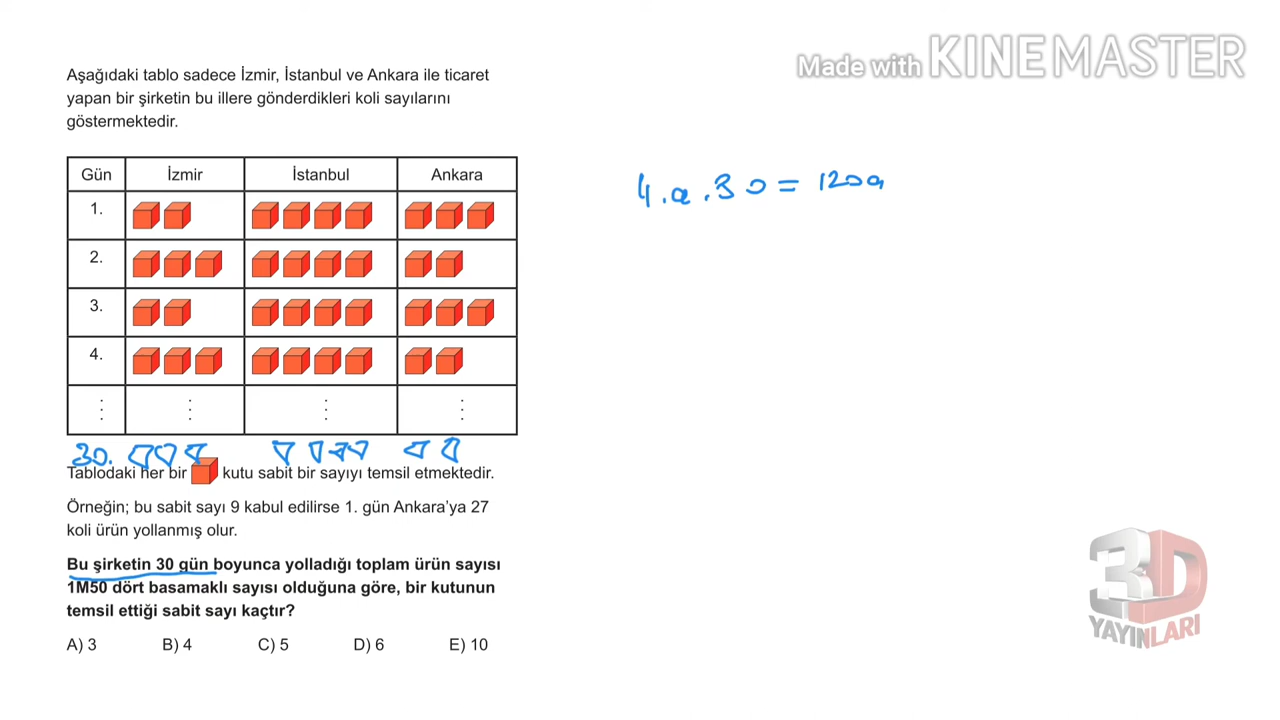 Made with KINEMASTER
Aşağıdaki tablo sadece İzmir, İstanbul ve Ankara ile ticaret
yapan bir şirketin bu illere gönderdikleri koli sayılarını
göstermektedir.
Gün İzmir İstanbul Ankara
1.
2.
3.
4.
30.
Tablodaki her bir kutu sabit bir sayıyı temsil etmektedir.
Örneğin; bu sabit sayı 9 kabul edilirse 1. gün Ankara'ya 27
koli ürün yollanmış olur.
Bu şirketin 30 gün boyunca yolladığı toplam ürün sayısı
1M50 dört basamaklı sayısı olduğuna göre, bir kutunun
temsil ettiği sabit sayı kaçtır?
A) 3 B) 4 C) 5 D) 6 E) 10
4.a.30=120a
3D
YAYINLARI